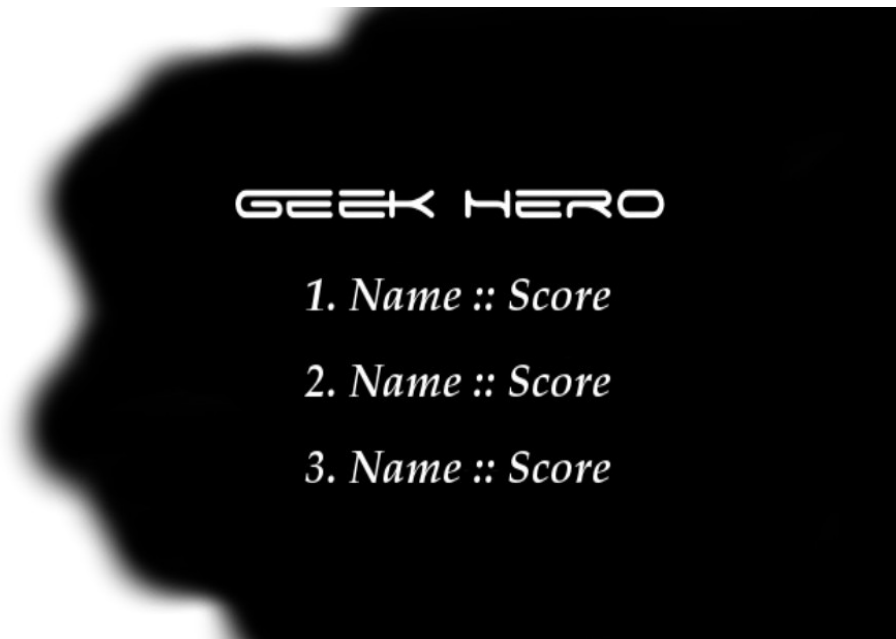 GEEK HERO
1. Name :: Score
2. Name :: Score
3. Name :: Score